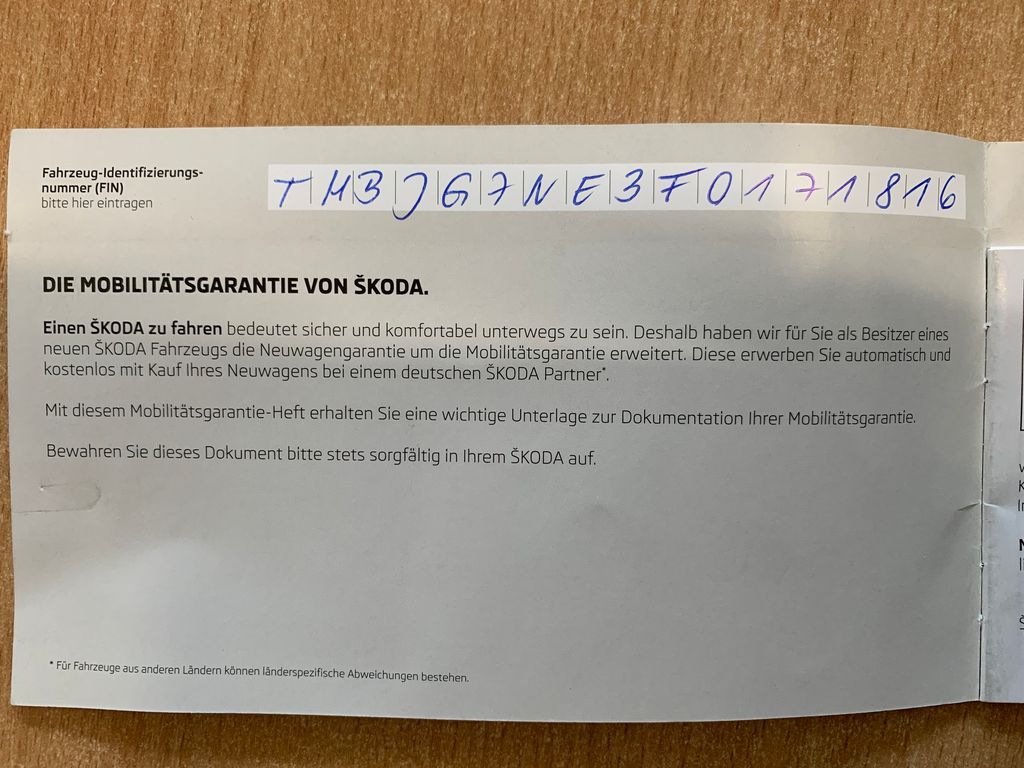 Fahrzeug-Identifizierungs-
nummer (FIN)
bitte hier eintragen
TMBJG7NE3F0171816
DIE MOBILITÄTSGARANTIE VON ŠKODA.
Einen ŠKODA zu fahren bedeutet sicher und komfortabel unterwegs zu sein. Deshalb haben wir für Sie als Besitzer eines
neuen ŠKODA Fahrzeugs die Neuwagengarantie um die Mobilitätsgarantie erweitert. Diese erwerben Sie automatisch und
kostenlos mit Kauf Ihres Neuwagens bei einem deutschen ŠKODA Partner*.
Mit diesem Mobilitätsgarantie-Heft erhalten Sie eine wichtige Unterlage zur Dokumentation Ihrer Mobilitätsgarantie.
Bewahren Sie dieses Dokument bitte stets sorgfältig in Ihrem ŠKODA auf.
* Für Fahrzeuge aus anderen Ländern können länderspezifische Abweichungen bestehen.